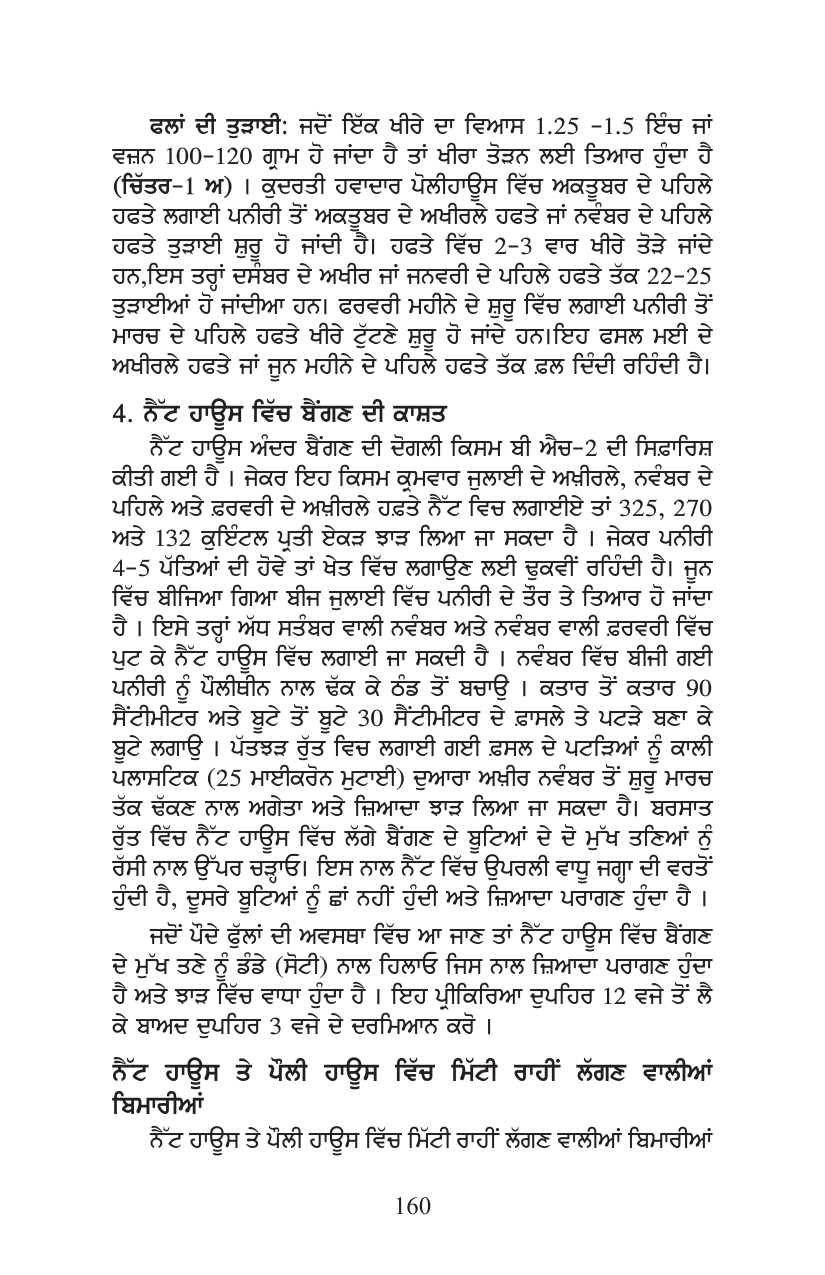 ਫਲਾਂ ਦੀ ਤੁੜਾਈ: ਜਦੋਂ ਇੱਕ ਖੀਰੇ ਦਾ ਵਿਆਸ 1.25 -1.5 ਇੰਚ ਜਾਂ
ਵਜ਼ਨ 100-120 ਗ੍ਰਾਮ ਹੋ ਜਾਂਦਾ ਹੈ ਤਾਂ ਖੀਰਾ ਤੋੜਨ ਲਈ ਤਿਆਰ ਹੁੰਦਾ ਹੈ
(ਚਿੱਤਰ-1 ਅ) । ਕੁਦਰਤੀ ਹਵਾਦਾਰ ਪੋਲੀਹਾਊਸ ਵਿੱਚ ਅਕਤੂਬਰ ਦੇ ਪਹਿਲੇ
ਹਫਤੇ ਲਗਾਈ ਪਨੀਰੀ ਤੋਂ ਅਕਤੂਬਰ ਦੇ ਅਖੀਰਲੇ ਹਫਤੇ ਜਾਂ ਨਵੰਬਰ ਦੇ ਪਹਿਲੇ
ਹਫਤੇ ਤੁੜਾਈ ਸ਼ੁਰੂ ਹੋ ਜਾਂਦੀ ਹੈ। ਹਫਤੇ ਵਿੱਚ 2-3 ਵਾਰ ਖੀਰੇ ਤੋੜੇ ਜਾਂਦੇ
ਹਨ,ਇਸ ਤਰ੍ਹਾਂ ਦਸੰਬਰ ਦੇ ਅਖੀਰ ਜਾਂ ਜਨਵਰੀ ਦੇ ਪਹਿਲੇ ਹਫਤੇ ਤੱਕ 22-25
ਤੁੜਾਈਆਂ ਹੋ ਜਾਂਦੀਆ ਹਨ। ਫਰਵਰੀ ਮਹੀਨੇ ਦੇ ਸ਼ੁਰੂ ਵਿੱਚ ਲਗਾਈ ਪਨੀਰੀ ਤੋਂ
ਮਾਰਚ ਦੇ ਪਹਿਲੇ ਹਫਤੇ ਖੀਰੇ ਟੁੱਟਣੇ ਸ਼ੁਰੂ ਹੋ ਜਾਂਦੇ ਹਨ।ਇਹ ਫਸਲ ਮਈ ਦੇ
ਅਖੀਰਲੇ ਹਫਤੇ ਜਾਂ ਜੂਨ ਮਹੀਨੇ ਦੇ ਪਹਿਲੇ ਹਫਤੇ ਤੱਕ ਫ਼ਲ ਦਿੰਦੀ ਰਹਿੰਦੀ ਹੈ।
4. ਨੈੱਟ ਹਾਊਸ ਵਿੱਚ ਬੈਂਗਣ ਦੀ ਕਾਸ਼ਤ
ਨੈੱਟ ਹਾਊਸ ਅੰਦਰ ਬੈਂਗਣ ਦੀ ਦੋਗਲੀ ਕਿਸਮ ਬੀ ਐਚ-2 ਦੀ ਸਿਫ਼ਾਰਿਸ਼
ਕੀਤੀ ਗਈ ਹੈ । ਜੇਕਰ ਇਹ ਕਿਸਮ ਕ੍ਰਮਵਾਰ ਜੁਲਾਈ ਦੇ ਅਖ਼ੀਰਲੇ, ਨਵੰਬਰ ਦੇ
ਪਹਿਲੇ ਅਤੇ ਫ਼ਰਵਰੀ ਦੇ ਅਖ਼ੀਰਲੇ ਹਫ਼ਤੇ ਨੈੱਟ ਵਿਚ ਲਗਾਈਏ ਤਾਂ 325, 270
ਅਤੇ 132 ਕੁਇੰਟਲ ਪ੍ਰਤੀ ਏਕੜ ਝਾੜ ਲਿਆ ਜਾ ਸਕਦਾ ਹੈ । ਜੇਕਰ ਪਨੀਰੀ
4-5 ਪੱਤਿਆਂ ਦੀ ਹੋਵੇ ਤਾਂ ਖੇਤ ਵਿੱਚ ਲਗਾਉਣ ਲਈ ਢੁਕਵੀਂ ਰਹਿੰਦੀ ਹੈ। ਜੂਨ
ਵਿੱਚ ਬੀਜਿਆ ਗਿਆ ਬੀਜ ਜੁਲਾਈ ਵਿੱਚ ਪਨੀਰੀ ਦੇ ਤੌਰ ਤੇ ਤਿਆਰ ਹੋ ਜਾਂਦਾ
ਹੈ । ਇਸੇ ਤਰ੍ਹਾਂ ਅੱਧ ਸਤੰਬਰ ਵਾਲੀ ਨਵੰਬਰ ਅਤੇ ਨਵੰਬਰ ਵਾਲੀ ਫ਼ਰਵਰੀ ਵਿੱਚ
ਪੁਟ ਕੇ ਨੈੱਟ ਹਾਊਸ ਵਿੱਚ ਲਗਾਈ ਜਾ ਸਕਦੀ ਹੈ । ਨਵੰਬਰ ਵਿੱਚ ਬੀਜੀ ਗਈ
ਪਨੀਰੀ ਨੂੰ ਪੌਲੀਥੀਨ ਨਾਲ ਢੱਕ ਕੇ ਠੰਡ ਤੋਂ ਬਚਾਉ । ਕਤਾਰ ਤੋਂ ਕਤਾਰ 90
ਸੈਂਟੀਮੀਟਰ ਅਤੇ ਬੂਟੇ ਤੋਂ ਬੂਟੇ 30 ਸੈਂਟੀਮੀਟਰ ਦੇ ਫ਼ਾਸਲੇ ਤੇ ਪਟੜੇ ਬਣਾ ਕੇ
ਬੂਟੇ ਲਗਾਉ । ਪੱਤਝੜ ਰੁੱਤ ਵਿਚ ਲਗਾਈ ਗਈ ਫ਼ਸਲ ਦੇ ਪਟੜਿਆਂ ਨੂੰ ਕਾਲੀ
ਪਲਾਸਟਿਕ (25 ਮਾਈਕਰੋਨ ਮੁਟਾਈ) ਦੁਆਰਾ ਅਖ਼ੀਰ ਨਵੰਬਰ ਤੋਂ ਸ਼ੁਰੂ ਮਾਰਚ
ਤੱਕ ਢੱਕਣ ਨਾਲ ਅਗੇਤਾ ਅਤੇ ਜ਼ਿਆਦਾ ਝਾੜ ਲਿਆ ਜਾ ਸਕਦਾ ਹੈ। ਬਰਸਾਤ
ਰੁੱਤ ਵਿੱਚ ਨੈੱਟ ਹਾਊਸ ਵਿੱਚ ਲੱਗੇ ਬੈਂਗਣ ਦੇ ਬੂਟਿਆਂ ਦੇ ਦੋ ਮੁੱਖ ਤਣਿਆਂ ਨੂੰ
ਰੱਸੀ ਨਾਲ ਉੱਪਰ ਚੜ੍ਹਾਓ। ਇਸ ਨਾਲ ਨੈੱਟ ਵਿੱਚ ਉਪਰਲੀ ਵਾਧੂ ਜਗ੍ਹਾ ਦੀ ਵਰਤੋਂ
ਹੁੰਦੀ ਹੈ, ਦੂਸਰੇ ਬੂਟਿਆਂ ਨੂੰ ਛਾਂ ਨਹੀਂ ਹੁੰਦੀ ਅਤੇ ਜ਼ਿਆਦਾ ਪਰਾਗਣ ਹੁੰਦਾ ਹੈ ।
ਜਦੋਂ ਪੌਦੇ ਫੁੱਲਾਂ ਦੀ ਅਵਸਥਾ ਵਿੱਚ ਆ ਜਾਣ ਤਾਂ ਨੈੱਟ ਹਾਊਸ ਵਿੱਚ ਬੈਂਗਣ
ਦੇ ਮੁੱਖ ਤਣੇ ਨੂੰ ਡੰਡੇ (ਸੋਟੀ) ਨਾਲ ਹਿਲਾਓ ਜਿਸ ਨਾਲ ਜ਼ਿਆਦਾ ਪਰਾਗਣ ਹੁੰਦਾ
ਹੈ ਅਤੇ ਝਾੜ ਵਿੱਚ ਵਾਧਾ ਹੁੰਦਾ ਹੈ । ਇਹ ਪ੍ਰੀਕਿਰਿਆ ਦੁਪਹਿਰ 12 ਵਜੇ ਤੋਂ ਲੈ
ਕੇ ਬਾਅਦ ਦੁਪਹਿਰ 3 ਵਜੇ ਦੇ ਦਰਮਿਆਨ ਕਰੋ ।
ਨੈੱਟ ਹਾਊਸ ਤੇ ਪੌਲੀ ਹਾਊਸ ਵਿੱਚ ਮਿੱਟੀ ਰਾਹੀਂ ਲੱਗਣ ਵਾਲੀਆਂ
ਬਿਮਾਰੀਆਂ
ਨੈੱਟ ਹਾਊਸ ਤੇ ਪੌਲੀ ਹਾਊਸ ਵਿੱਚ ਮਿੱਟੀ ਰਾਹੀਂ ਲੱਗਣ ਵਾਲੀਆਂ ਬਿਮਾਰੀਆਂ
160